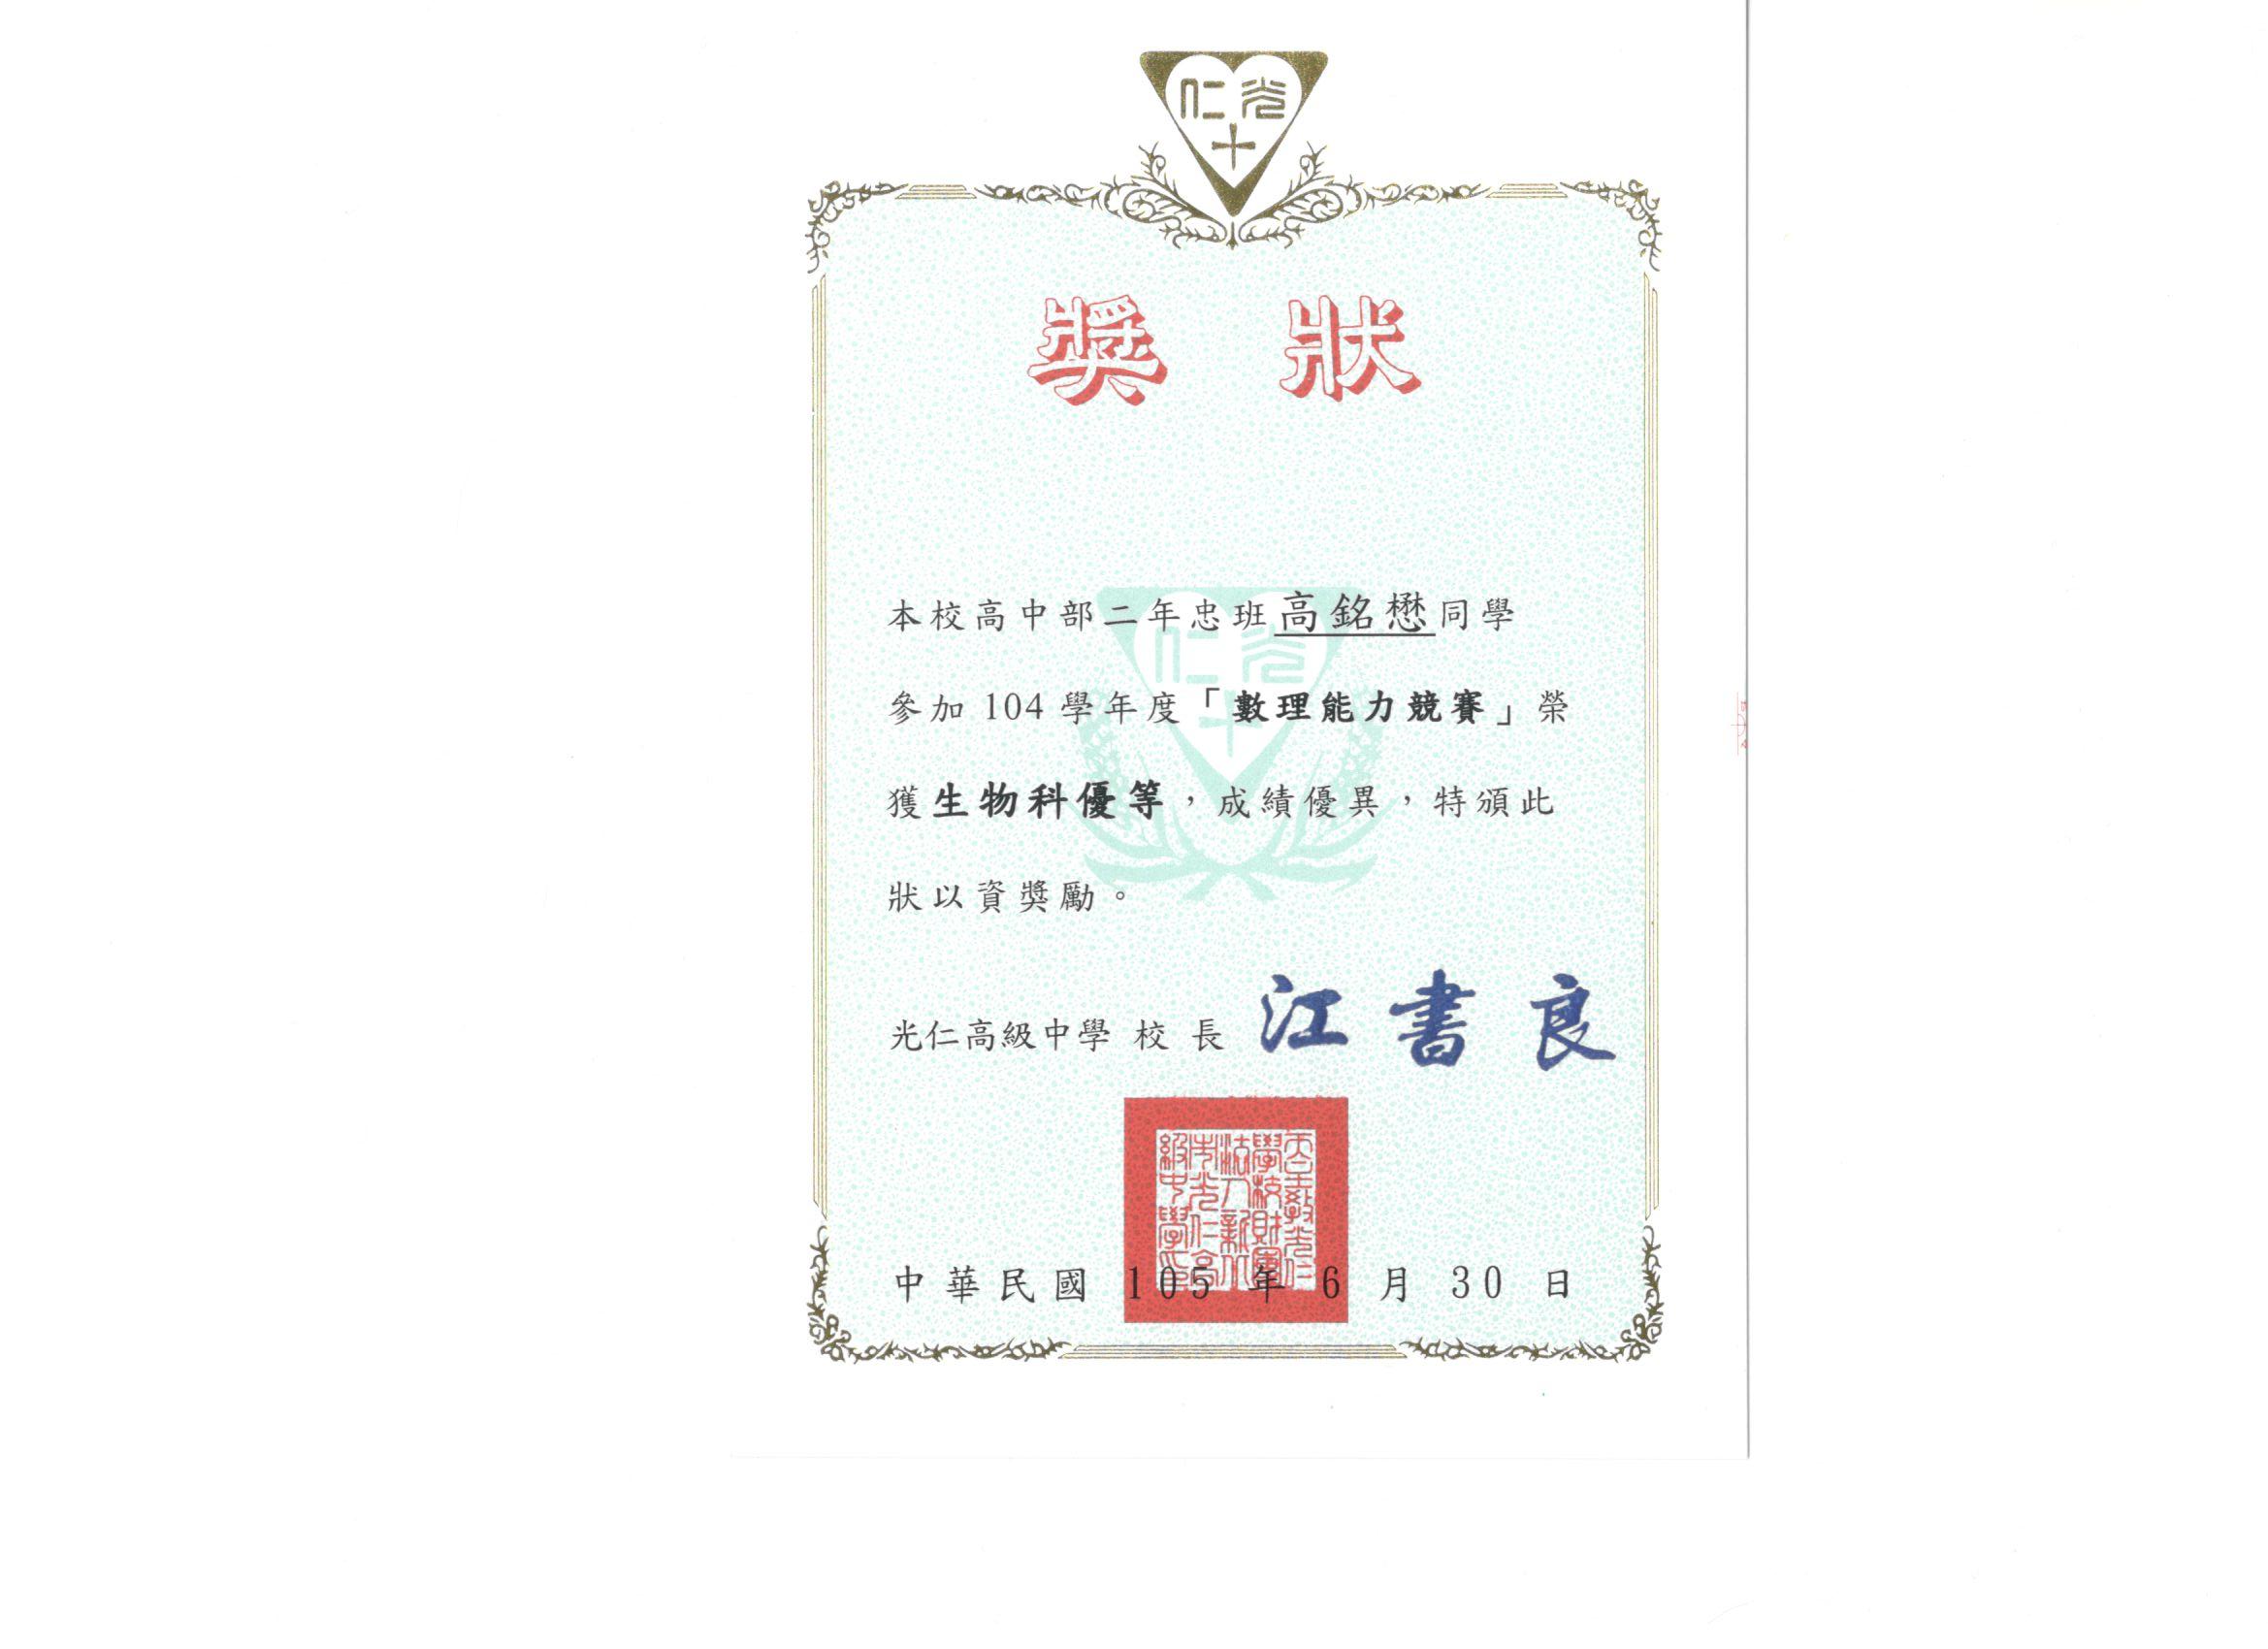 仁光
獎狀
本校高中部二年忠班高銘懋同學
參加 104 學年度「數理能力競賽」榮
獲生物科優等，成績優異，特頒此
狀以資獎勵。
光仁高級中學 校 長 江書良
中華民國 105 年 6 月 30 日